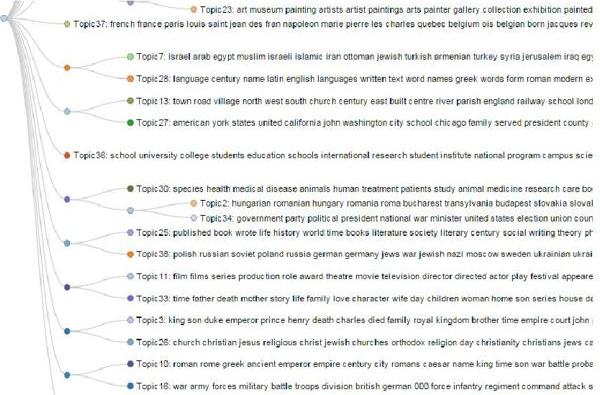 Topic23: art museum painting artists artist paintings arts painter gallery collection exhibition painted
Topic37: french france paris louis saint jean des fran napoleon marie pierre les charles quebec belgium ois belgian born jacques rev
Topic7: israel arab egypt muslim israeli islamic iran ottoman jewish turkish armenian turkey syria jerusalem iraq eg
Topic28: language century name latin english languages written text word names greek words form roman modern ex
Topic13: town road village north west south church century east built centre river parish england railway school lond
Topic27: american york states united california john washington city school chicago family served president county
Topic36: school university college students education schools international research student institute national program campus scie
Topic30: species health medical disease animals human treatment patients study animal medicine research care bo
Topic2: hungarian romanian hungary romania roma bucharest transylvania budapest slovakia slova
Topic34: government party political president national war minister united states election union coun
Topic25: published book wrote life history world time books literature society literary century social writing theory ph
Topic38: polish russian soviet poland russia german germany jews war jewish nazi moscow sweden ukrainian ukrai
Topic11: film films series production role award theatre movie television director directed actor play festival appeare
Topic33: time father death mother story life family love character wife day children woman home son series house da
Topic3: king son duke emperor prince henry death charles died family royal kingdom brother time empire court john
Topic26: church christian jesus religious christ jewish churches orthodox religion day christianity christians jews ca
Topic10: roman rome greek ancient emperor empire century city romans caesar name king time son war battle proba
Topic16: war army forces military battle troops division british german 000 force infantry regiment command attack s